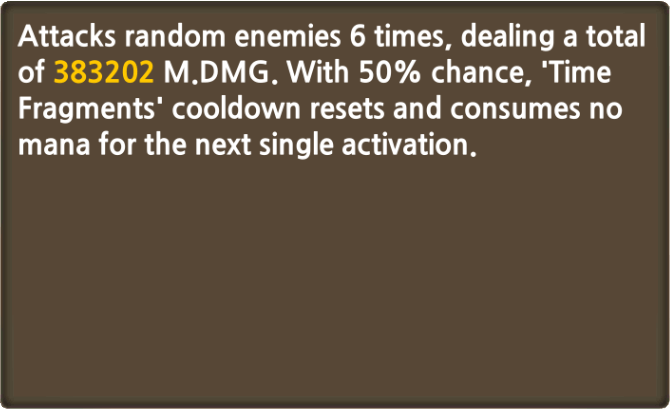 Attacks random enemies 6 times, dealing a total
of 383202 M.DMG. With 50% chance, 'Time
Fragments' cooldown resets and consumes no
mana for the next single activation.